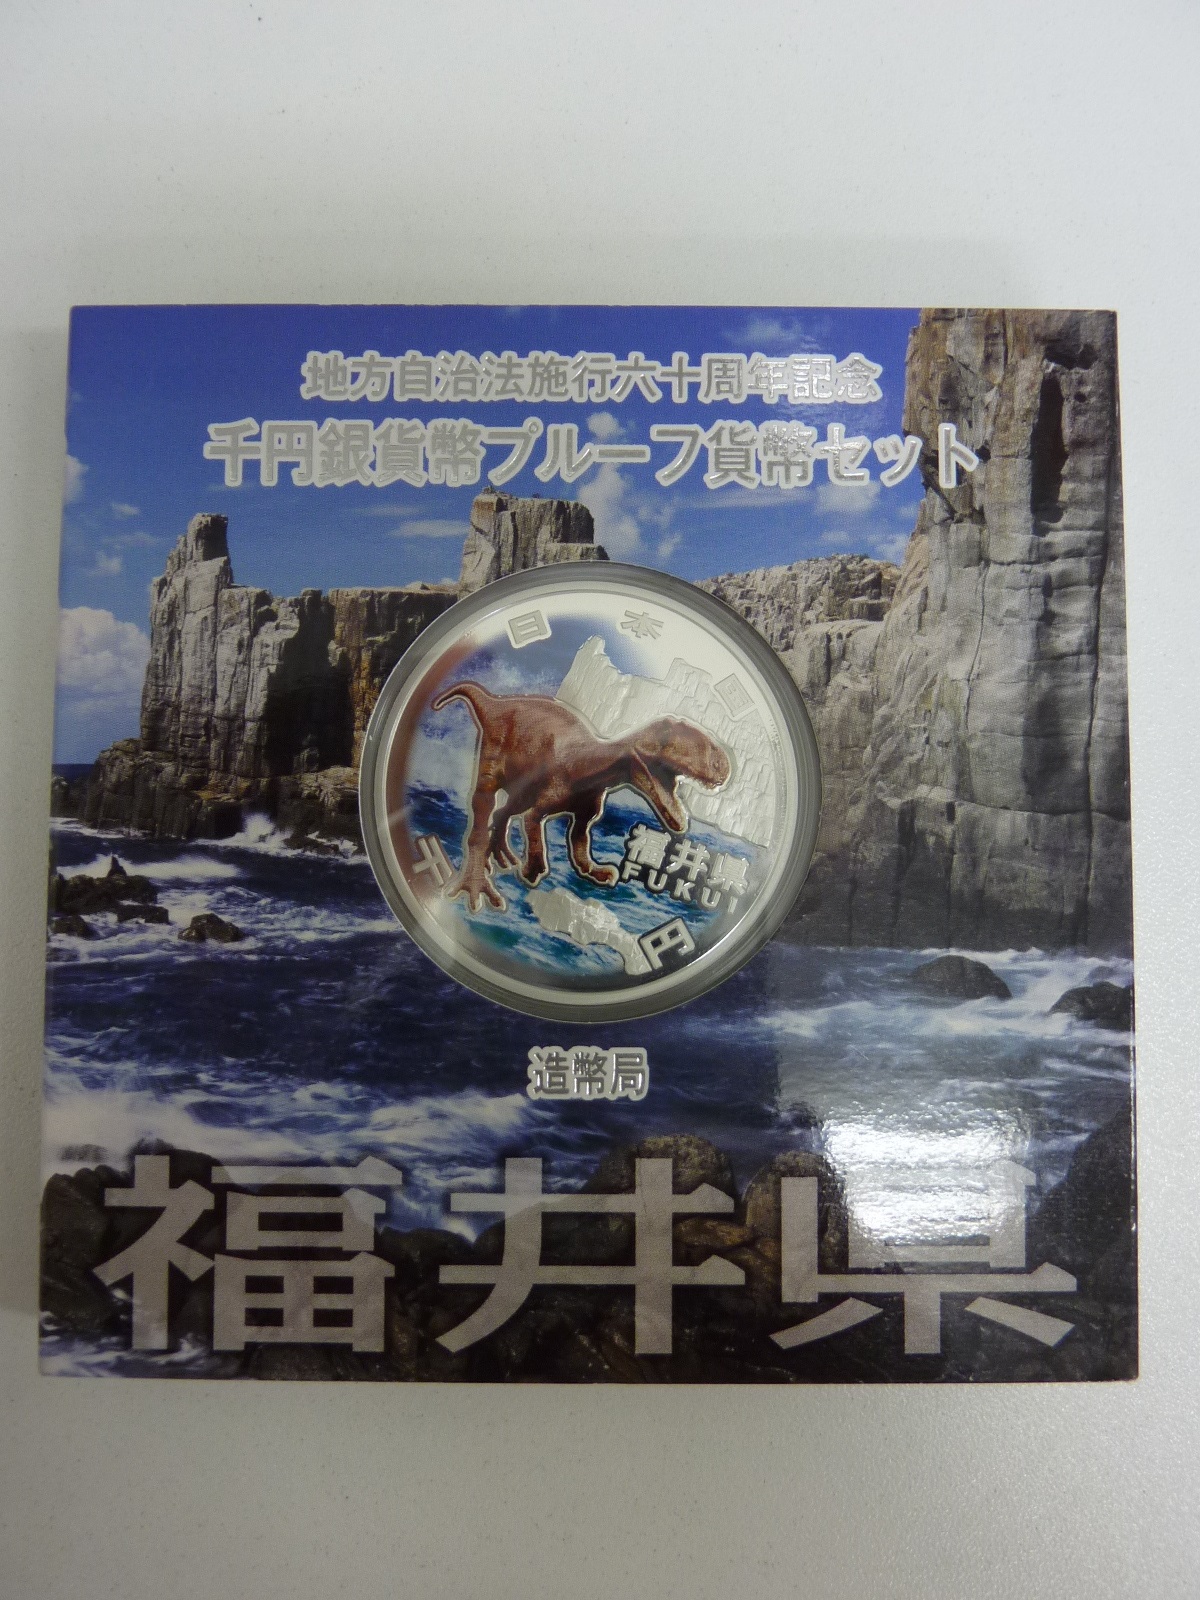 地方自治法施行六十周年記念
千円銀貨幣プルーフ貨幣セット
日本国
福井県
FUKUI
千円
造幣局
福井県